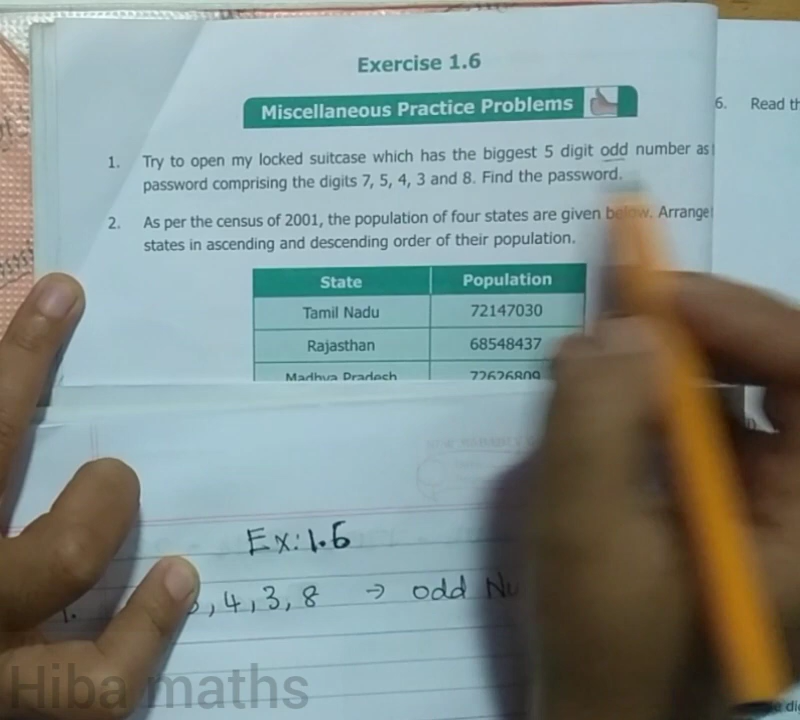 Exercise 1.6
Miscellaneous Practice Problems
1. Try to open my locked suitcase which has the biggest 5 digit odd number as
password comprising the digits 7, 5, 4, 3 and 8. Find the password.
2. As per the census of 2001, the population of four states are given below. Arrange
states in ascending and descending order of their population.
State Population
Tamil Nadu 72147030
Rajasthan 68548437
Madhya Pradesh 72626809
6. Read th
Ex: 1.6
1. , 4, 3, 8 → odd Nu
Hiba maths